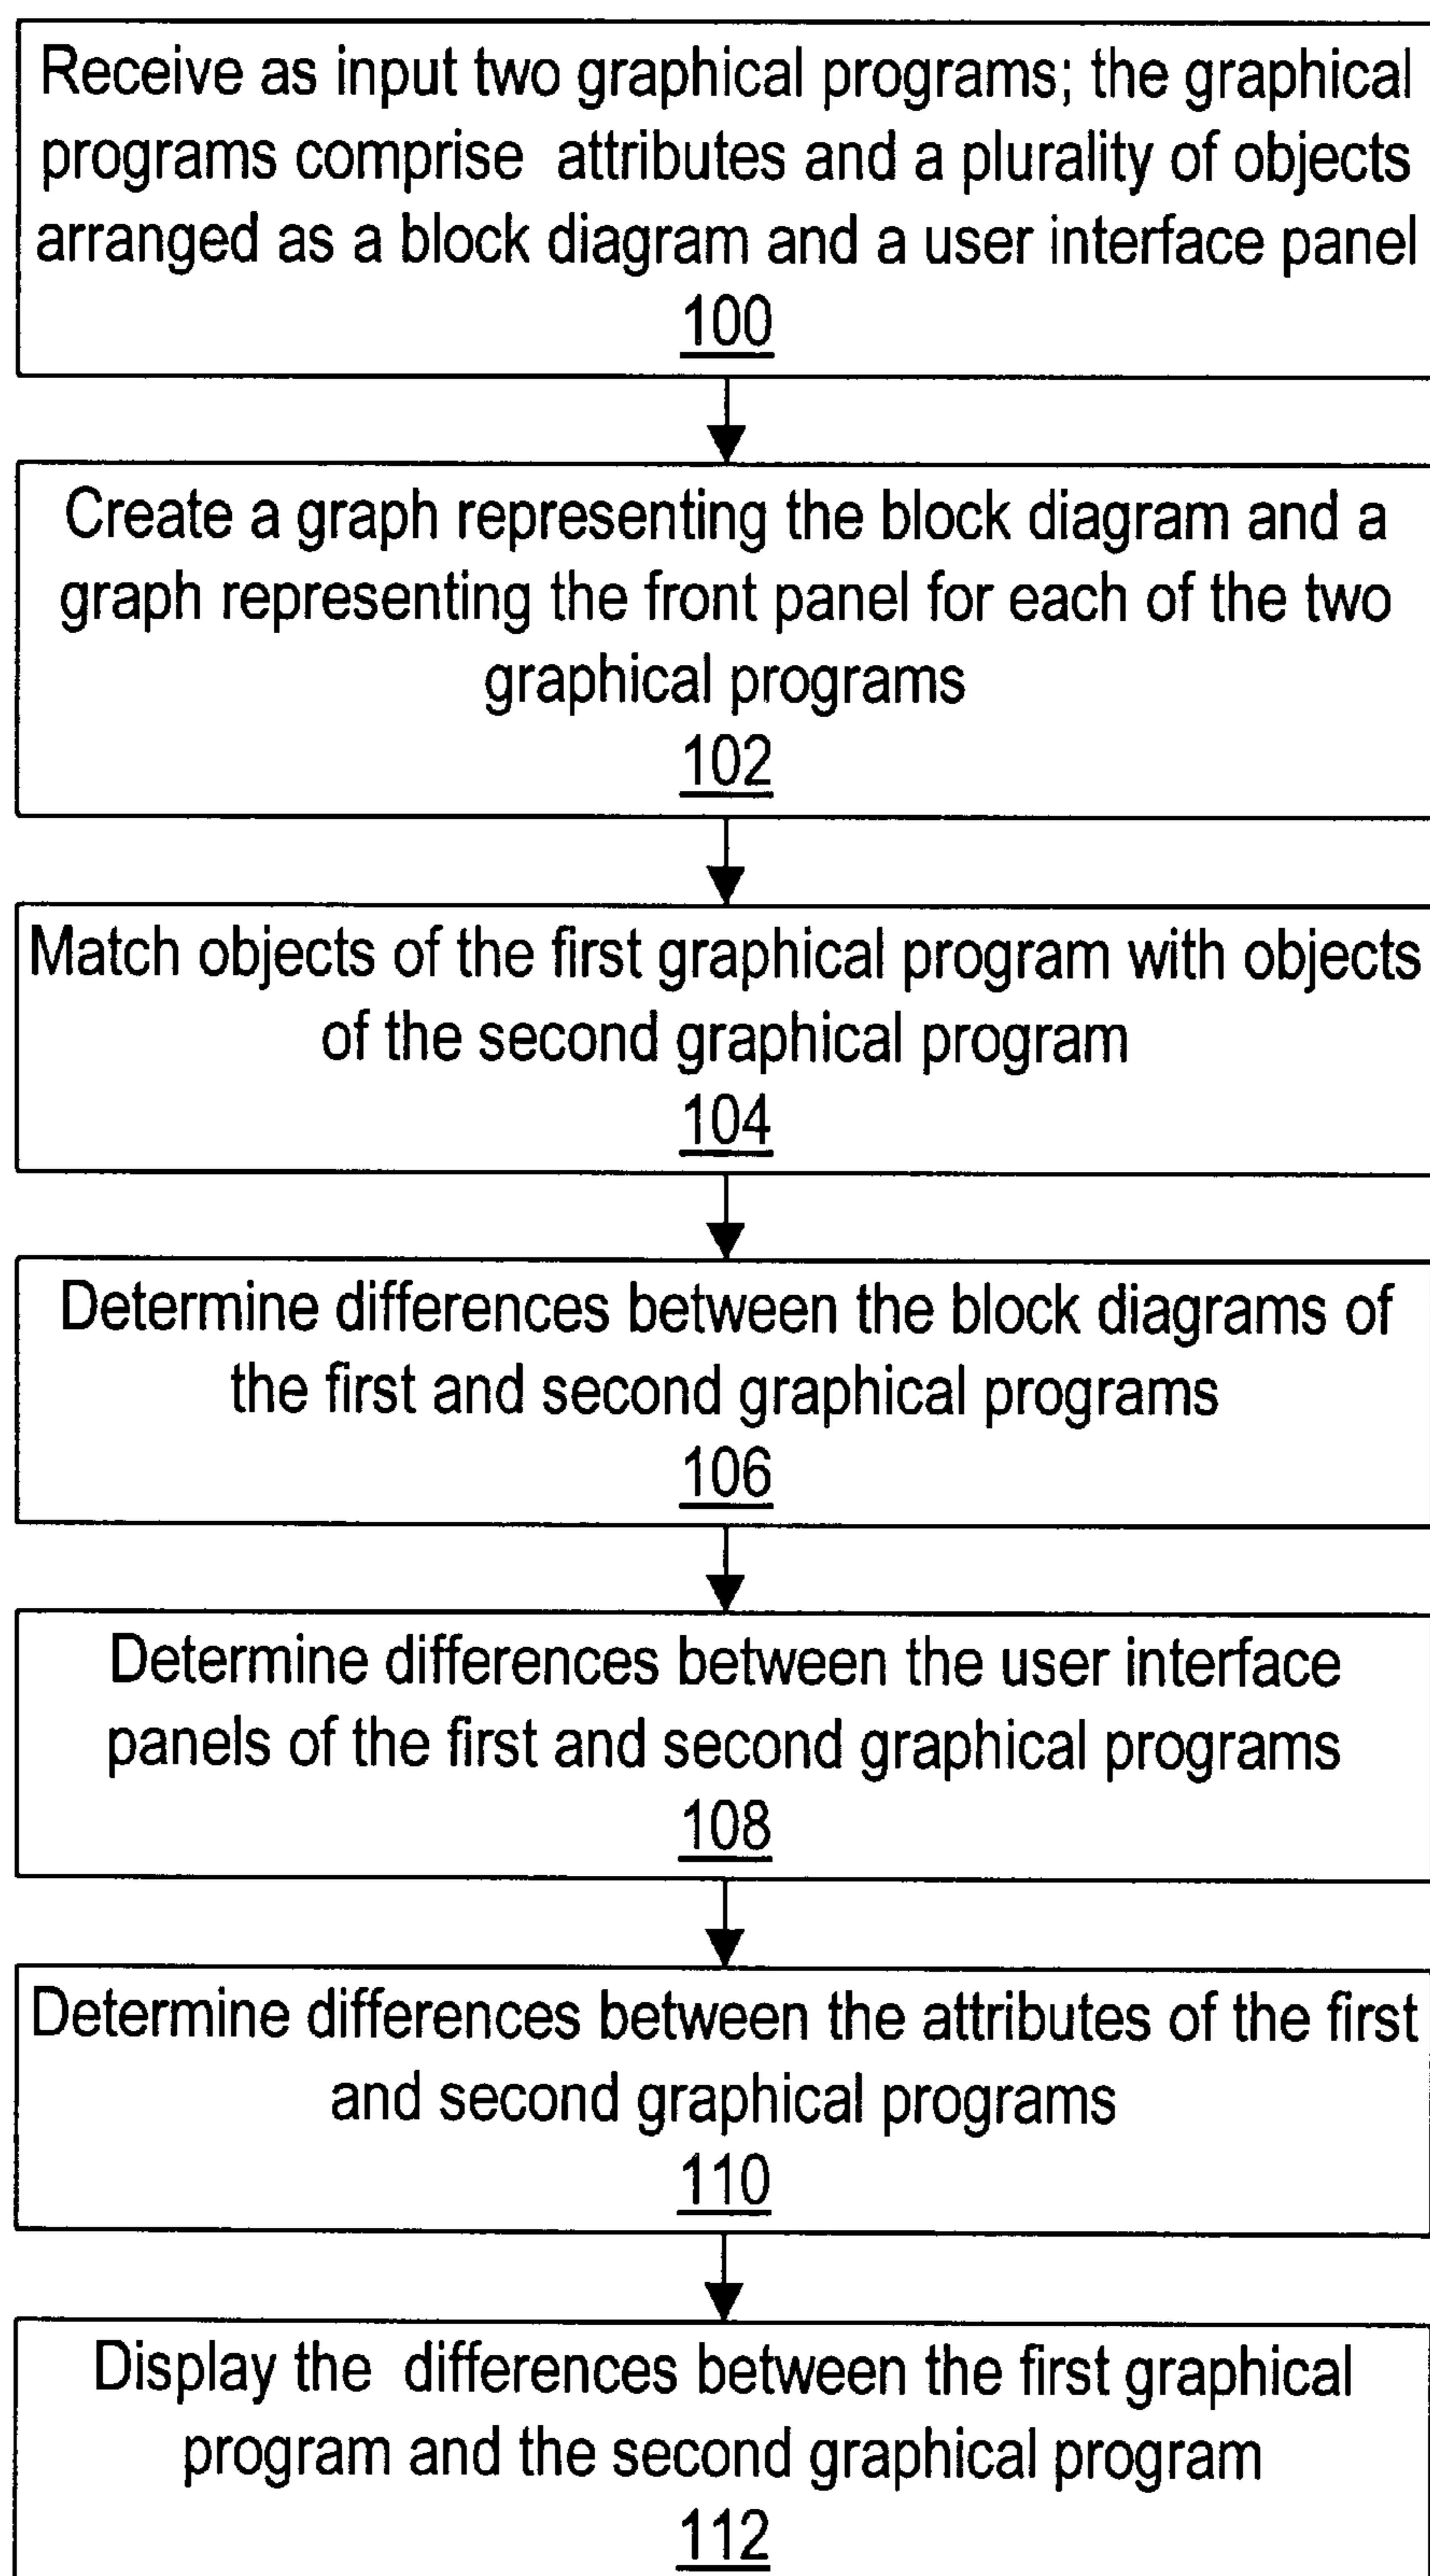 Receive as input two graphical programs; the graphical
programs comprise attributes and a plurality of objects
arranged as a block diagram and a user interface panel
100
Create a graph representing the block diagram and a
graph representing the front panel for each of the two
graphical programs
102
Match objects of the first graphical program with objects
of the second graphical program
104
Determine differences between the block diagrams of
the first and second graphical programs
106
Determine differences between the user interface
panels of the first and second graphical programs
108
Determine differences between the attributes of the first
and second graphical programs
110
Display the differences between the first graphical
program and the second graphical program
112